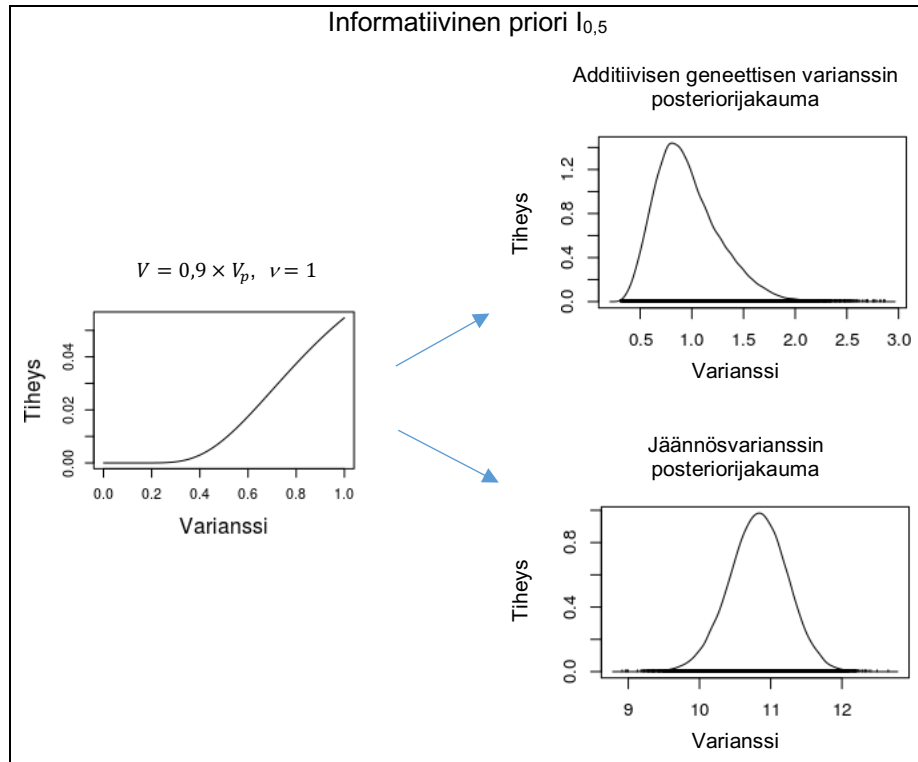 Informatiivinen priori I0,5
Additiivisen geneettisen varianssin
posteriorijakauma
Tiheys
0.0 0.4 0.8 1.2
0.5 1.0 1.5 2.0 2.5 3.0
Varianssi
V = 0,9 × Vp, ν = 1
Tiheys
0.00 0.02 0.04
0.0 0.2 0.4 0.6 0.8 1.0
Varianssi
Jäännösvarianssin
posteriorijakauma
Tiheys
0.0 0.4 0.8
9 10 11 12
Varianssi